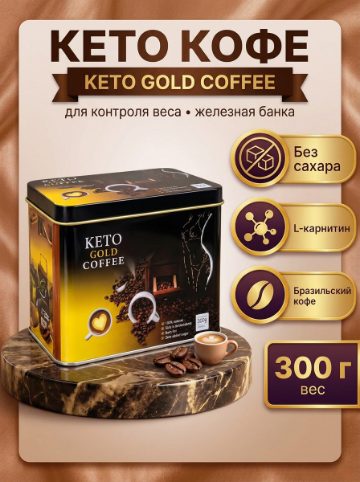 КЕТО КОФЕ
KETO GOLD COFFEE
для контроля веса • железная банка
Без
сахара
L-карнитин
Бразильский
кофе
300 г
вес
KETO
GOLD
COFFEE